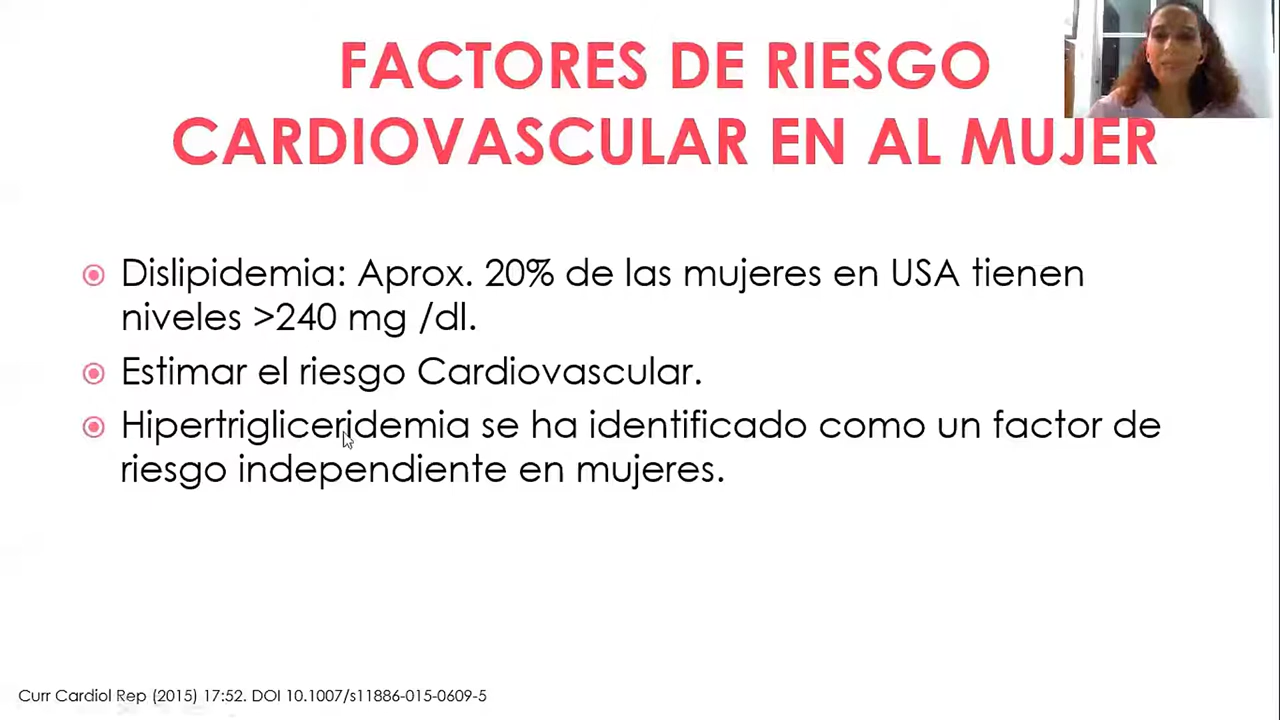 FACTORES DE RIESGO
CARDIOVASCULAR EN AL MUJER
Dislipidemia: Aprox. 20% de las mujeres en USA tienen
niveles >240 mg /dl.
Estimar el riesgo Cardiovascular.
Hipertrigliceridemia se ha identificado como un factor de
riesgo independiente en mujeres.
Curr Cardiol Rep (2015) 17:52. DOI 10.1007/s11886-015-0609-5